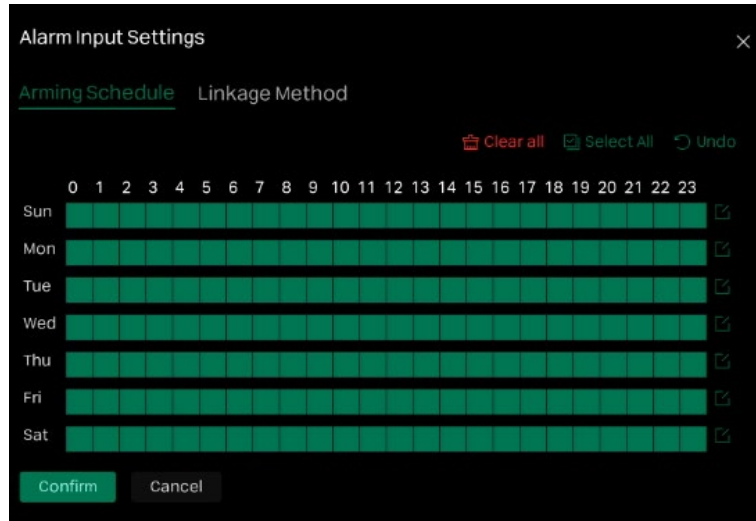 Alarm Input Settings
Arming Schedule Linkage Method
Clear all Select All Undo
0 1 2 3 4 5 6 7 8 9 10 11 12 13 14 15 16 17 18 19 20 21 22 23
Sun
Mon
Tue
Wed
Thu
Fri
Sat
Confirm Cancel